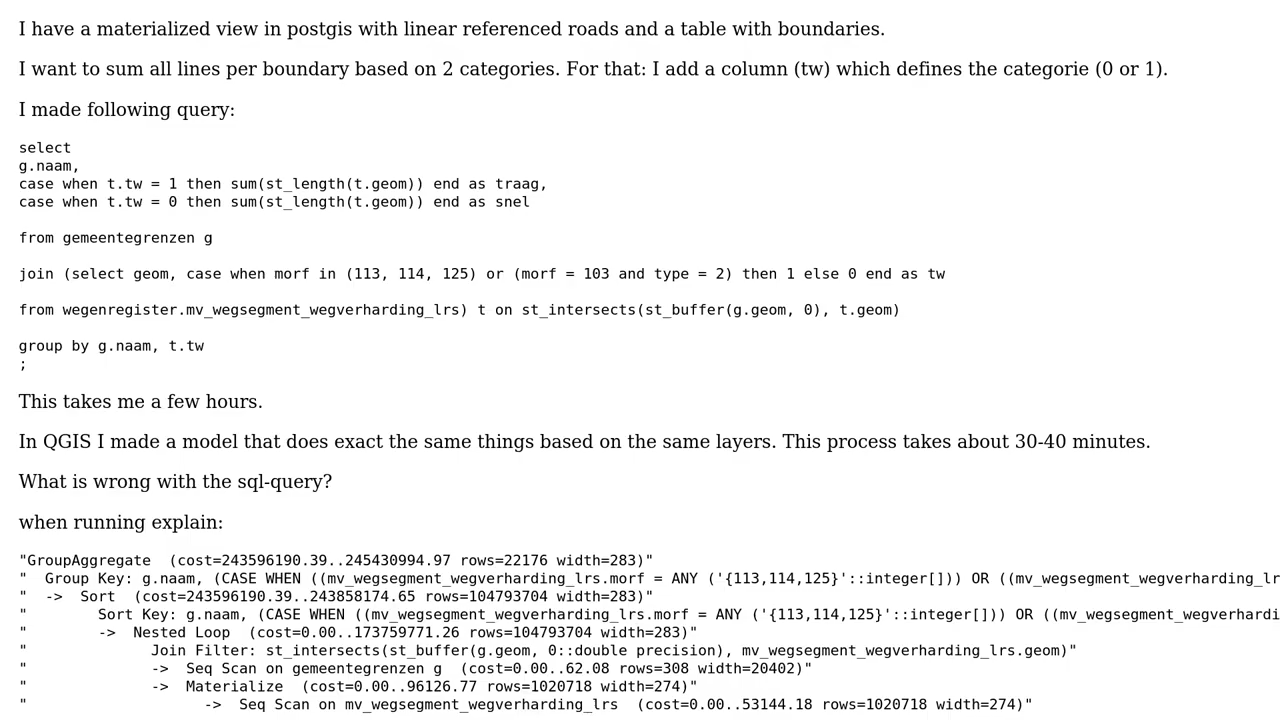 I have a materialized view in postgis with linear referenced roads and a table with boundaries.
I want to sum all lines per boundary based on 2 categories. For that: I add a column (tw) which defines the categorie (0 or 1).
I made following query:
select
g.naam,
case when t.tw = 1 then sum(st_length(t.geom)) end as traag,
case when t.tw = 0 then sum(st_length(t.geom)) end as snel
from gemeentegrenzen g
join (select geom, case when morf in (113, 114, 125) or (morf = 103 and type = 2) then 1 else 0 end as tw
from wegenregister.mv_wegsegment_wegverharding_lrs) t on st_intersects(st_buffer(g.geom, 0), t.geom)
group by g.naam, t.tw
;
This takes me a few hours.
In QGIS I made a model that does exact the same things based on the same layers. This process takes about 30-40 minutes.
What is wrong with the sql-query?
when running explain:
"GroupAggregate  (cost=243596190.39..245430994.97 rows=22176 width=283)"
"  Group Key: g.naam, (CASE WHEN ((mv_wegsegment_wegverharding_lrs.morf = ANY ('{113,114,125}'::integer[])) OR ((mv_wegsegment_wegverharding_lr
"  ->  Sort  (cost=243596190.39..243858174.65 rows=104793704 width=283)"
"        Sort Key: g.naam, (CASE WHEN ((mv_wegsegment_wegverharding_lrs.morf = ANY ('{113,114,125}'::integer[])) OR ((mv_wegsegment_wegverhardi
"        ->  Nested Loop  (cost=0.00..173759771.26 rows=104793704 width=283)"
"              Join Filter: st_intersects(st_buffer(g.geom, 0::double precision), mv_wegsegment_wegverharding_lrs.geom)"
"              ->  Seq Scan on gemeentegrenzen g  (cost=0.00..62.08 rows=308 width=20402)"
"              ->  Materialize  (cost=0.00..96126.77 rows=1020718 width=274)"
"                    ->  Seq Scan on mv_wegsegment_wegverharding_lrs  (cost=0.00..53144.18 rows=1020718 width=274)"